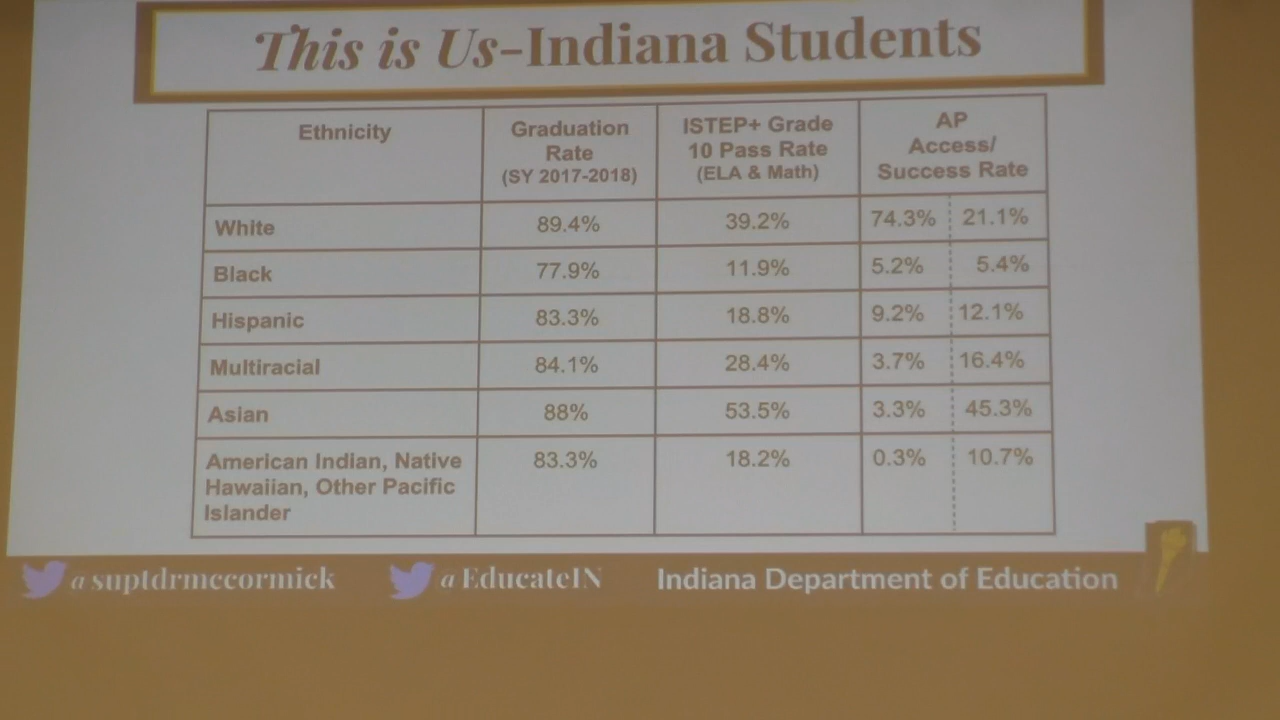 This is Us-Indiana Students
Ethnicity
Graduation
Rate
(SY 2017-2018)
ISTEP+ Grade
10 Pass Rate
(ELA & Math)
AP
Access/
Success Rate
White 89.4% 39.2% 74.3% 21.1%
Black 77.9% 11.9% 5.2% 5.4%
Hispanic 83.3% 18.8% 9.2% 12.1%
Multiracial 84.1% 28.4% 3.7% 16.4%
Asian 88% 53.5% 3.3% 45.3%
American Indian, Native 83.3% 18.2% 0.3% 10.7%
Hawaiian, Other Pacific
Islander
@suptdrmccormick @EducateIN Indiana Department of Education